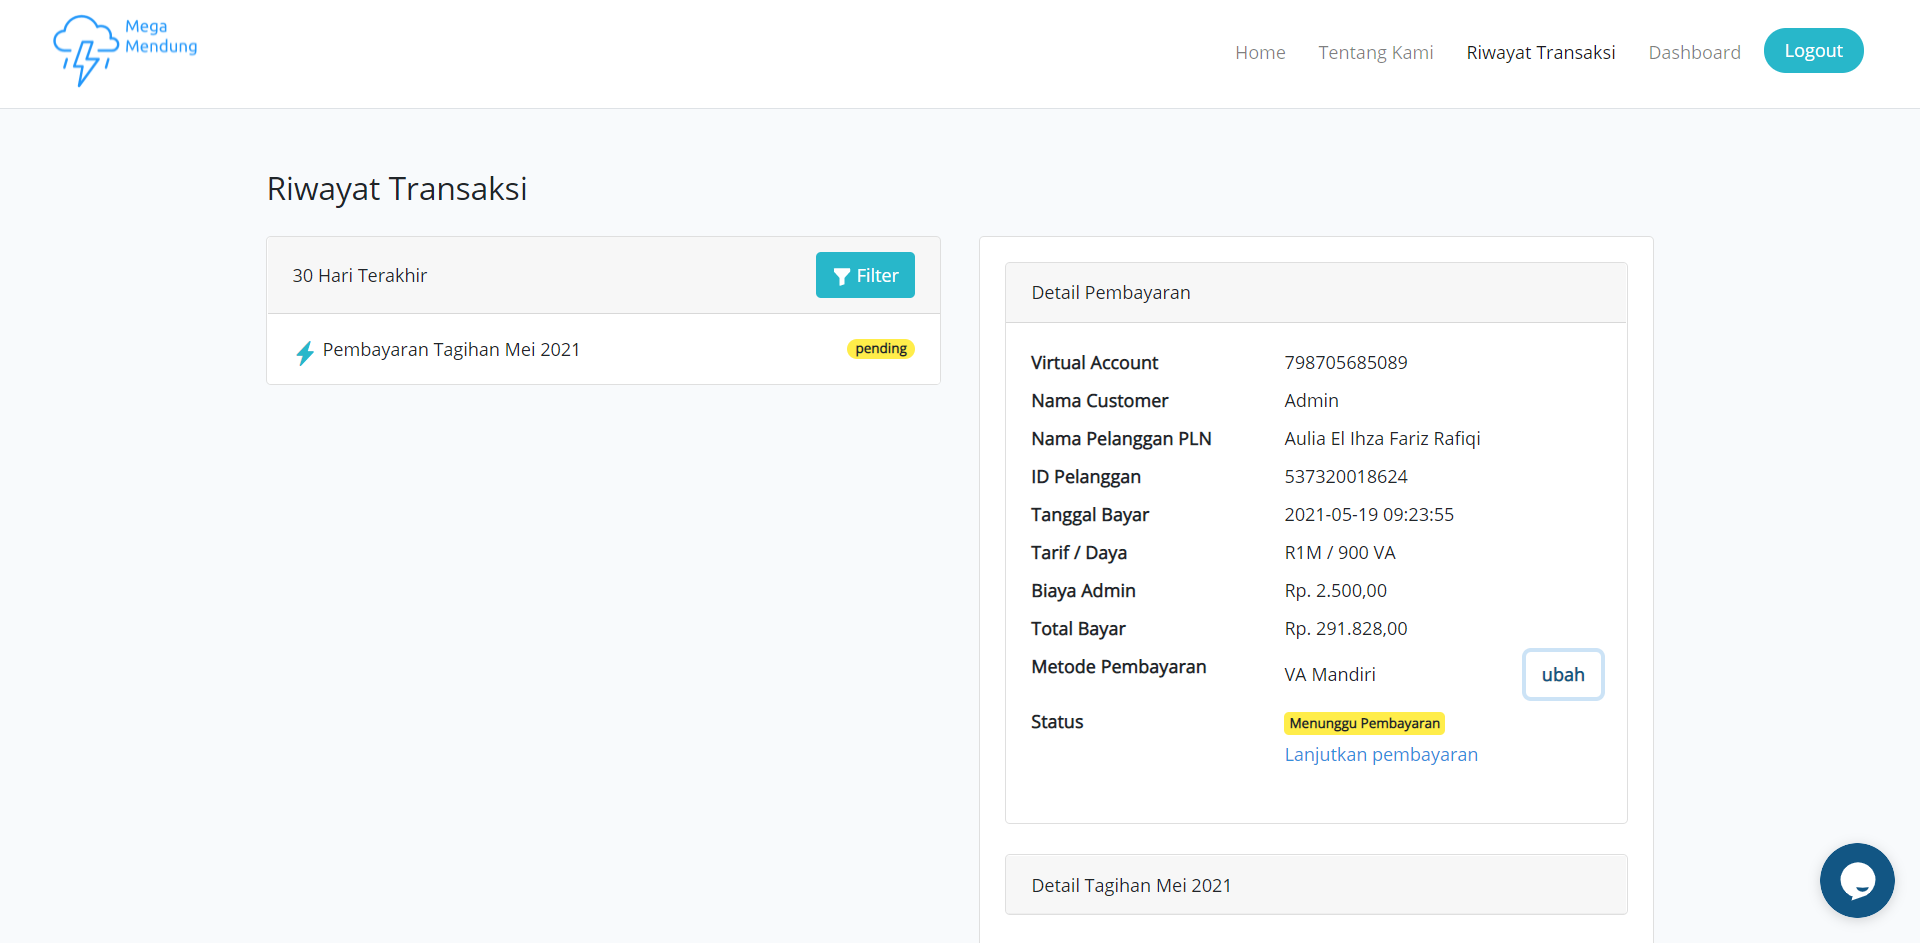 Mega
Mendung
Home
Tentang Kami
Riwayat Transaksi
Dashboard
Logout
Riwayat Transaksi
30 Hari Terakhir
Filter
Pembayaran Tagihan Mei 2021
pending
Detail Pembayaran
Virtual Account 798705685089
Nama Customer Admin
Nama Pelanggan PLN Aulia El Ihza Fariz Rafiqi
ID Pelanggan 537320018624
Tanggal Bayar 2021-05-19 09:23:55
Tarif / Daya R1M / 900 VA
Biaya Admin Rp. 2.500,00
Total Bayar Rp. 291.828,00
Metode Pembayaran VA Mandiri ubah
Status Menunggu Pembayaran
Lanjutkan pembayaran
Detail Tagihan Mei 2021